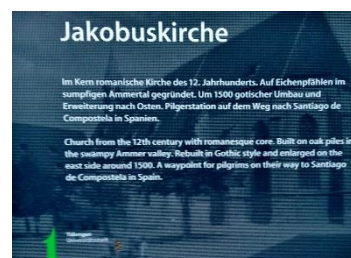 Jakobuskirche
Im Kern romanische Kirche des 12. Jahrhunderts. Auf Eichenpfählen im
sumpfigen Ammertal gegründet. Um 1500 gotischer Umbau und
Erweiterung nach Osten. Pilgerstation auf dem Weg nach Santiago de
Compostela in Spanien.
Church from the 12th century with romanesque core. Built on oak piles in
the swampy Ammer valley. Rebuilt in Gothic style and enlarged on the
east side around 1500. A waypoint for pilgrims on their way to Santiago
de Compostela in Spain.
Tübingen
Universitätsstadt